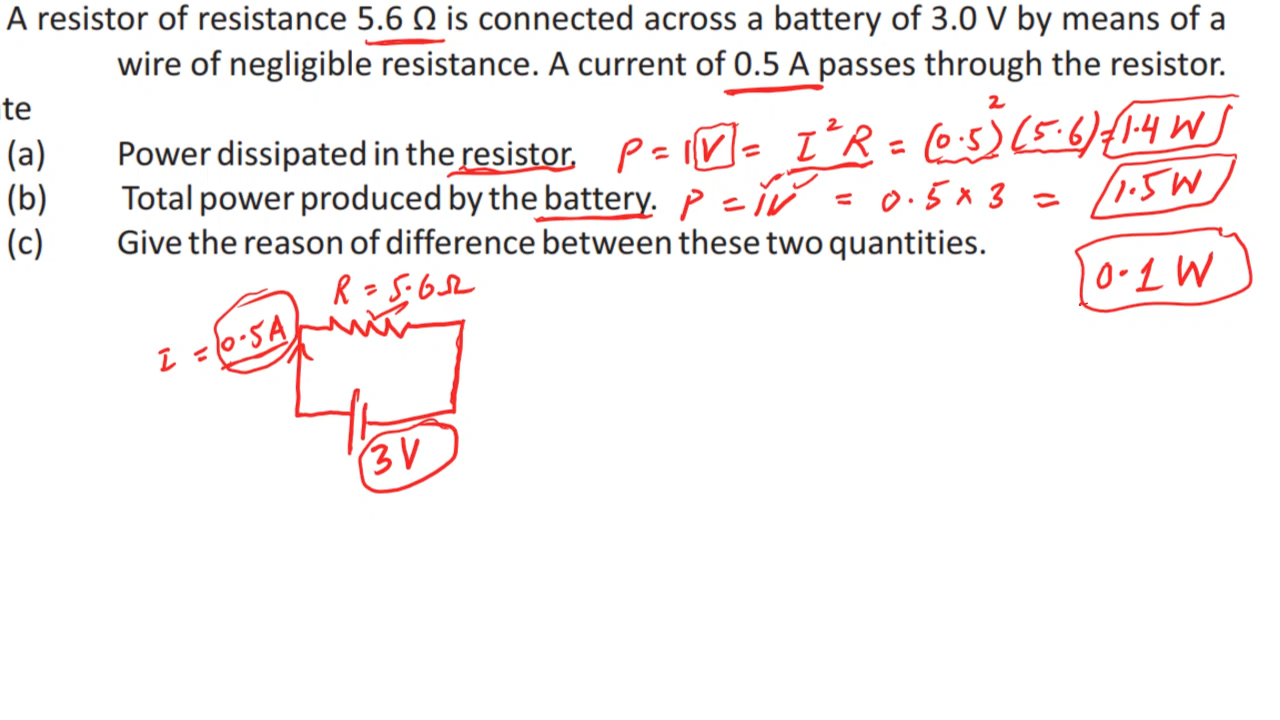 A resistor of resistance 5.6 Ω is connected across a battery of 3.0 V by means of a
wire of negligible resistance. A current of 0.5 A passes through the resistor.
te
(a) Power dissipated in the resistor. P = IV = I²R = (0.5)² (5.6) = 1.4 W
(b) Total power produced by the battery. P = IV = 0.5 x 3 = 1.5 W
(c) Give the reason of difference between these two quantities.
0.1 W
R = 5.6Ω
I = 0.5A
3 V